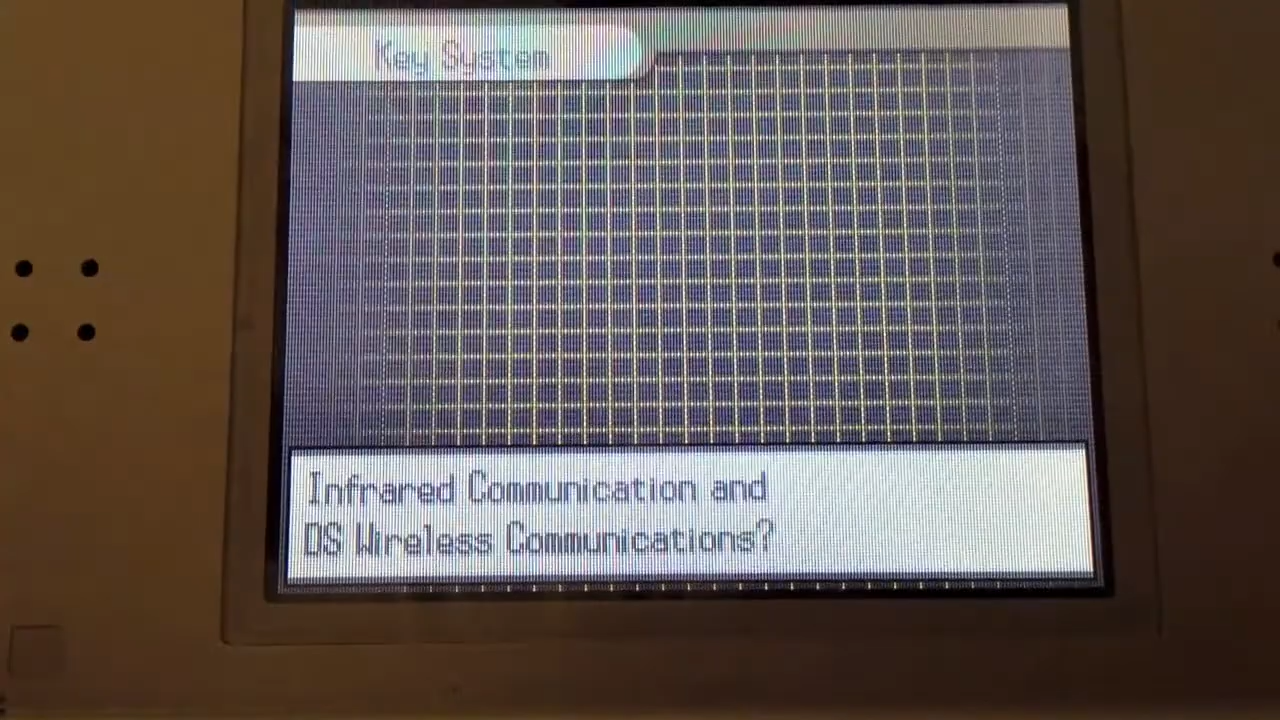 Key System
Infrared Communication and
DS Wireless Communications?